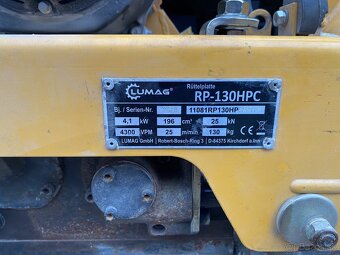 LUMAG®
Rüttelplatte
RP-130HPC
Bj. / Serien-Nr. 11081RP130HP
4,1 kW 196 cm³ 25 kN
4300 VPM 25 m/min 130 kg
LUMAG GmbH Robert-Bosch-Ring 3 D-84375 Kirchdorf a.Inn